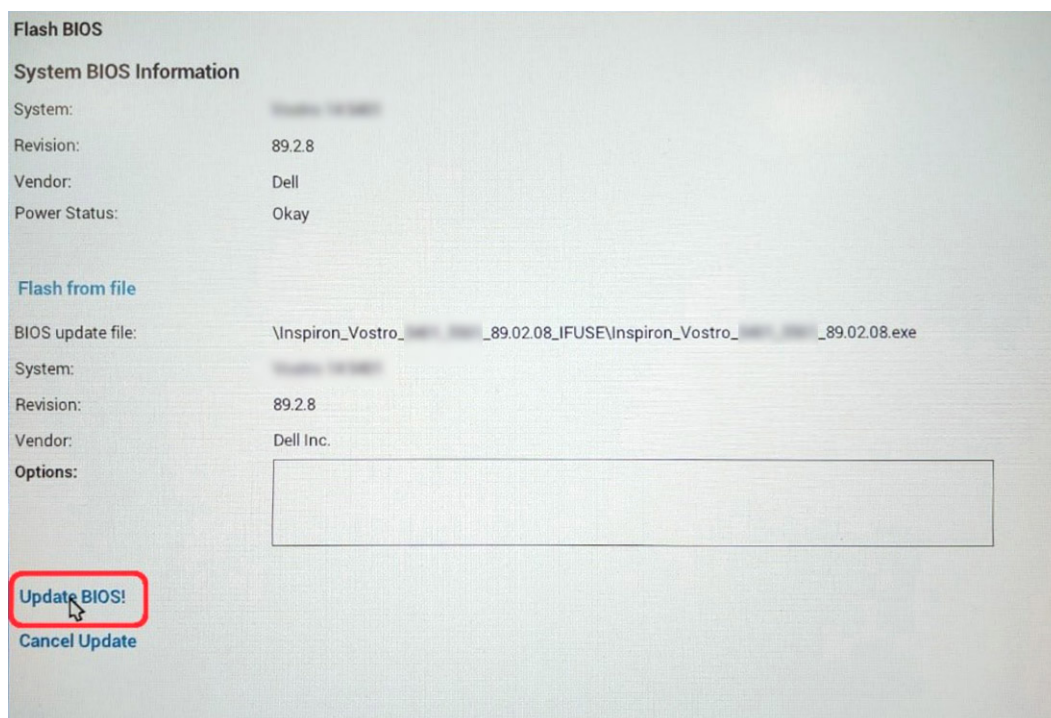 Flash BIOS
System BIOS Information
System:
Revision: 89.2.8
Vendor: Dell
Power Status: Okay
Flash from file
BIOS update file: \Inspiron_Vostro_ _89.02.08_IFUSE\Inspiron_Vostro_ _89.02.08.exe
System:
Revision: 89.2.8
Vendor: Dell Inc.
Options:
Update BIOS!
Cancel Update